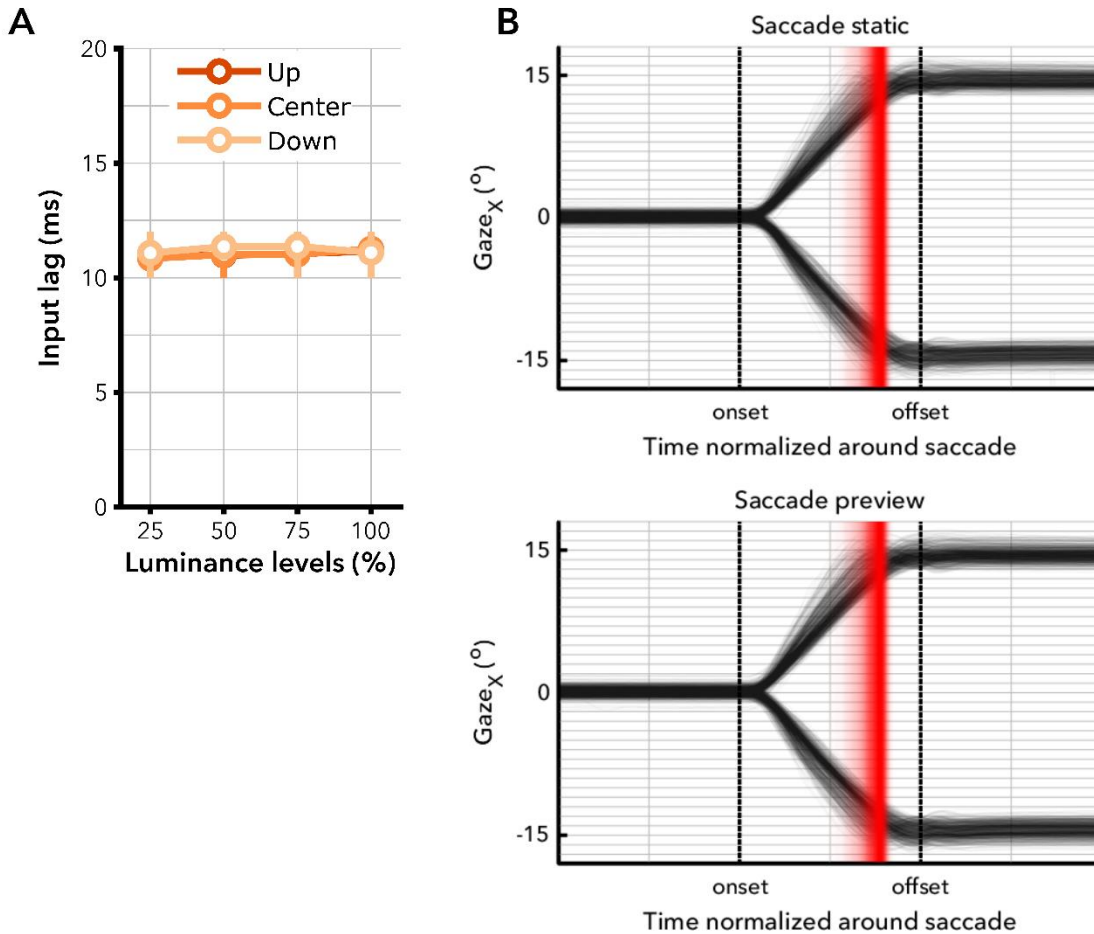 A
20
15
10
5
0
Input lag (ms)
Up
Center
Down
25 50 75 100
Luminance levels (%)
B
Saccade static
15
0
-15
Gazeₓ (°)
onset offset
Time normalized around saccade
Saccade preview
15
0
-15
Gazeₓ (°)
onset offset
Time normalized around saccade